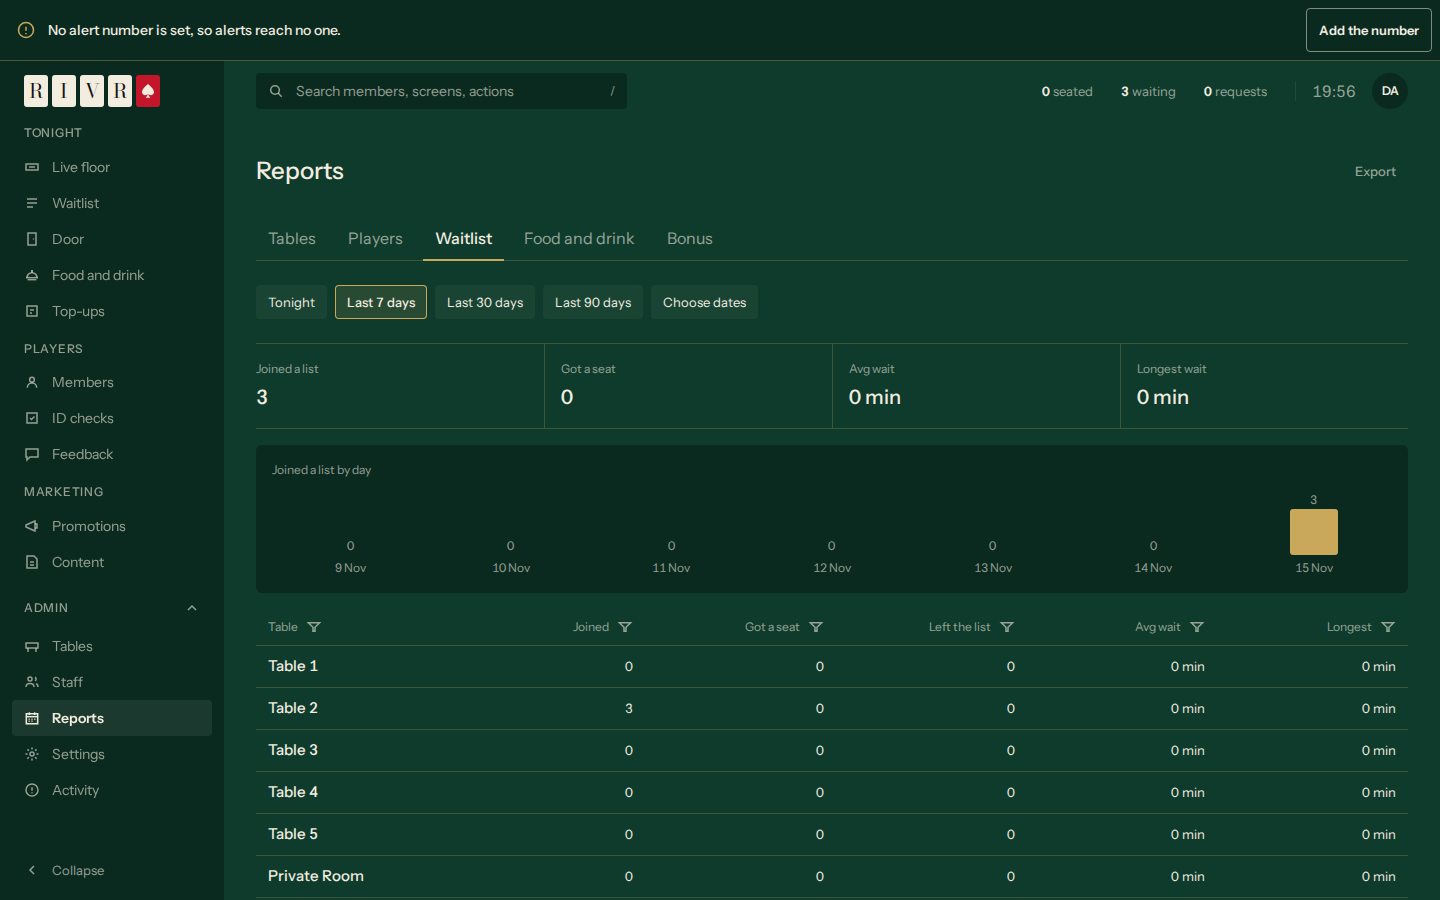 No alert number is set, so alerts reach no one.
Add the number
R I V R
Search members, screens, actions /
0 seated 3 waiting 0 requests 19:56 DA
TONIGHT
Live floor
Waitlist
Door
Food and drink
Top-ups
PLAYERS
Members
ID checks
Feedback
MARKETING
Promotions
Content
ADMIN
Tables
Staff
Reports
Settings
Activity
Collapse
Reports
Export
Tables Players Waitlist Food and drink Bonus
Tonight Last 7 days Last 30 days Last 90 days Choose dates
Joined a list Got a seat Avg wait Longest wait
3 0 0 min 0 min
Joined a list by day
0 0 0 0 0 0 3
9 Nov 10 Nov 11 Nov 12 Nov 13 Nov 14 Nov 15 Nov
Table Joined Got a seat Left the list Avg wait Longest
Table 1 0 0 0 0 min 0 min
Table 2 3 0 0 0 min 0 min
Table 3 0 0 0 0 min 0 min
Table 4 0 0 0 0 min 0 min
Table 5 0 0 0 0 min 0 min
Private Room 0 0 0 0 min 0 min